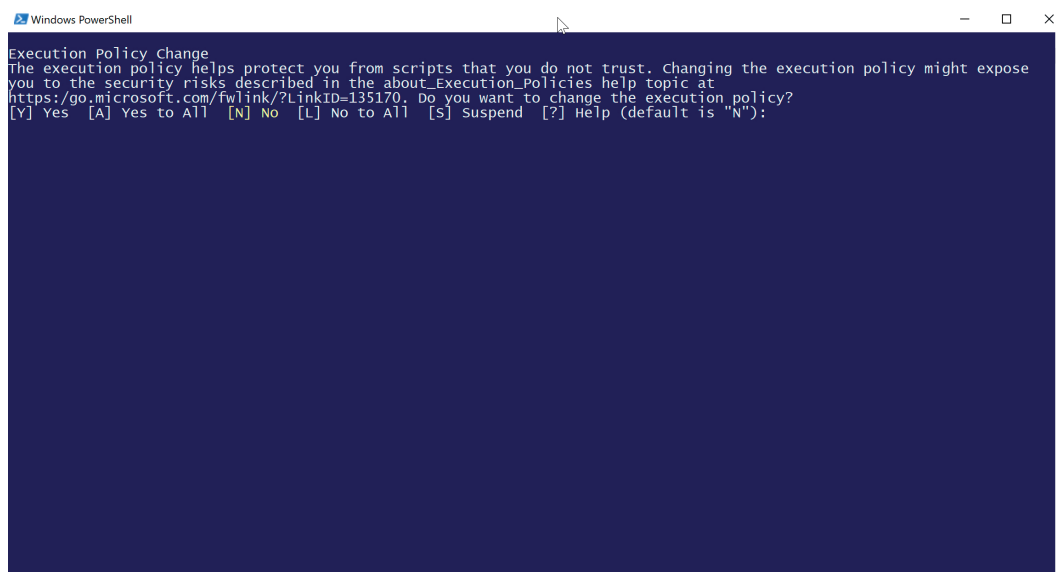 Windows PowerShell
Execution Policy Change
The execution policy helps protect you from scripts that you do not trust. Changing the execution policy might expose
you to the security risks described in the about_Execution_Policies help topic at
https:/go.microsoft.com/fwlink/?LinkID=135170. Do you want to change the execution policy?
[Y] Yes  [A] Yes to All  [N] No  [L] No to All  [S] Suspend  [?] Help (default is "N"):